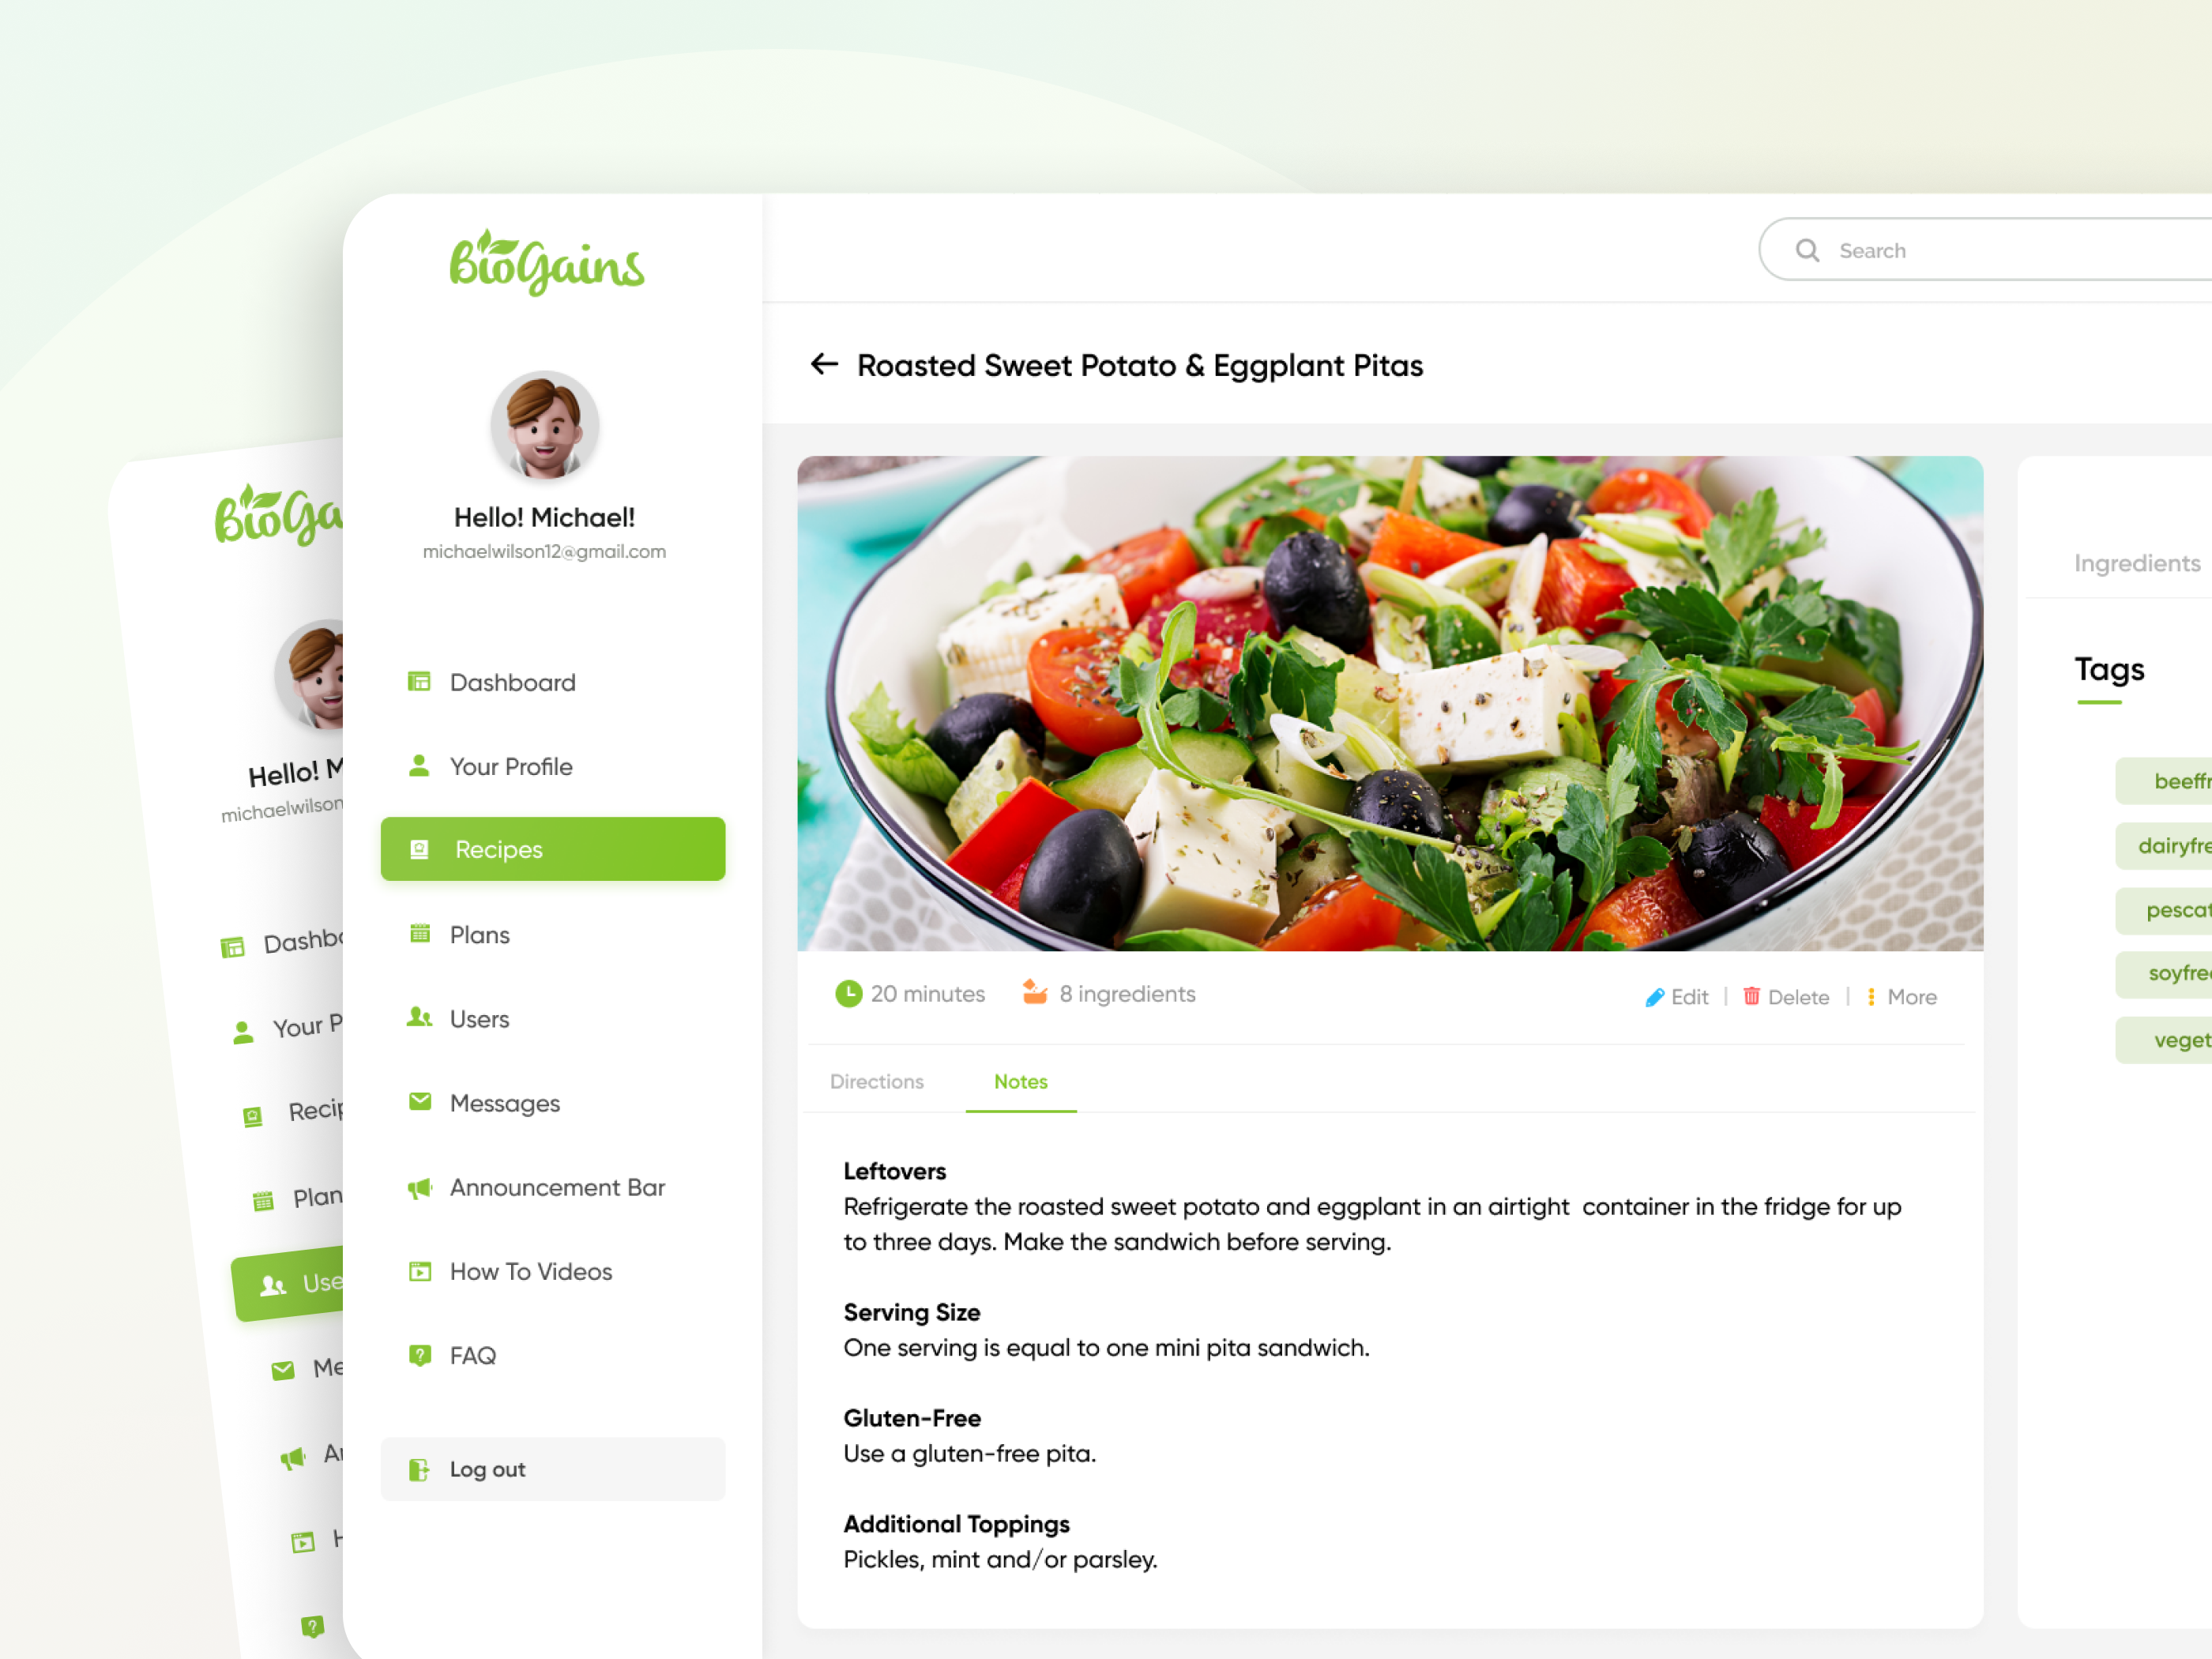 BioGains
Search
Roasted Sweet Potato & Eggplant Pitas
Hello! Michael!
michaelwilson12@gmail.com
Dashboard
Your Profile
Recipes
Plans
Users
Messages
Announcement Bar
How To Videos
FAQ
Log out
20 minutes
8 ingredients
Edit | Delete | More
Directions
Notes
Leftovers
Refrigerate the roasted sweet potato and eggplant in an airtight container in the fridge for up
to three days. Make the sandwich before serving.
Serving Size
One serving is equal to one mini pita sandwich.
Gluten-Free
Use a gluten-free pita.
Additional Toppings
Pickles, mint and/or parsley.
Ingredients
Tags
beeffr
dairyfre
pescat
soyfre
veget
BioGa
Hello! M
michaelwilson
Dashbo
Your P
Recip
Plan
Use
Me